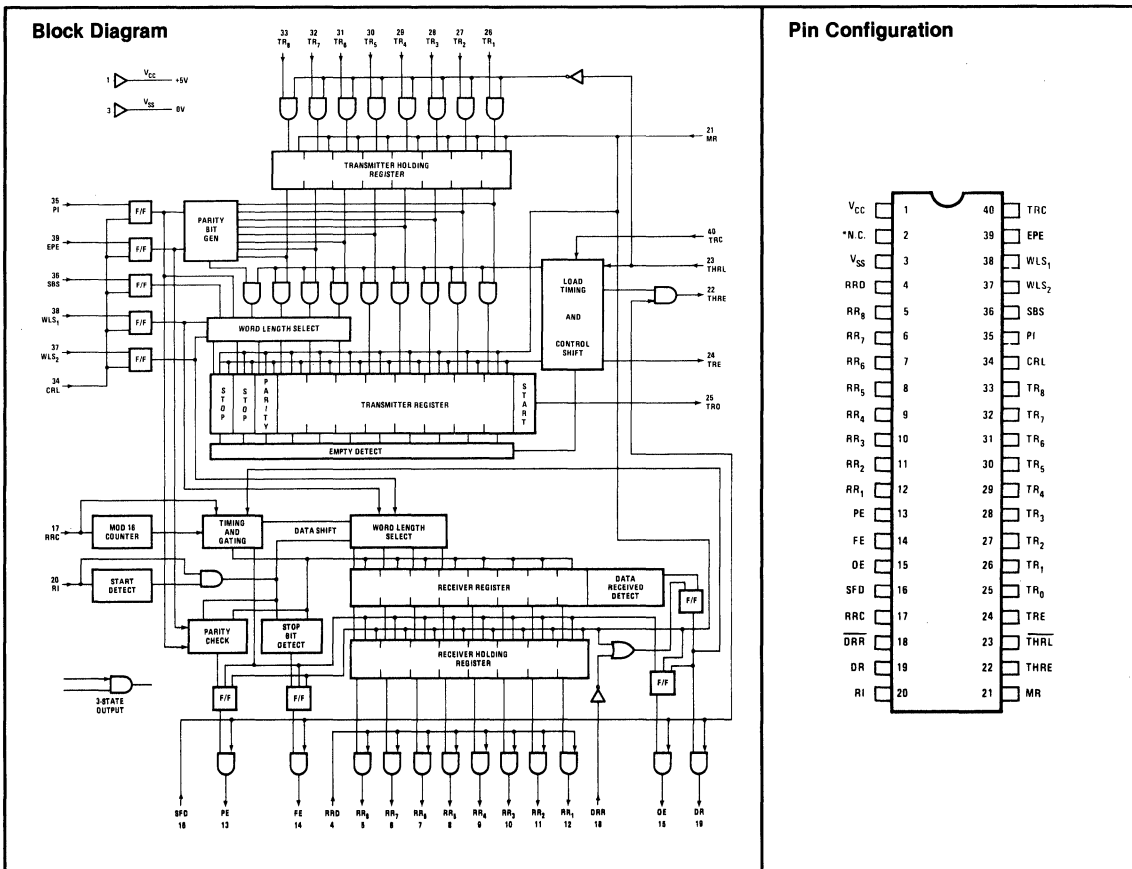 Block Diagram
33 32 31 30 29 28 27 26
TR8 TR7 TR6 TR5 TR4 TR3 TR2 TR1
1 VCC +5V
3 VSS 0V
21
MR
TRANSMITTER HOLDING
REGISTER
35
PI
F/F
PARITY
BIT
GEN
39
EPE
F/F
40
TRC
23
THRL
36
SBS
F/F
LOAD
TIMING
AND
CONTROL
SHIFT
22
THRE
38
WLS1
F/F
WORD LENGTH SELECT
37
WLS2
F/F
24
TRE
34
CRL
STOP
STOP
PARITY
TRANSMITTER REGISTER
START
25
TRO
EMPTY DETECT
17
RRC
MOD 16
COUNTER
TIMING
AND
GATING
DATA SHIFT
WORD LENGTH
SELECT
20
RI
START
DETECT
RECEIVER REGISTER
DATA
RECEIVED
DETECT
F/F
PARITY
CHECK
STOP
BIT
DETECT
RECEIVER HOLDING
REGISTER
F/F
F/F
F/F
3-STATE
OUTPUT
SFD PE FE RRD RR8 RR7 RR6 RR5 RR4 RR3 RR2 RR1 DRR OE DR
16 13 14 4 5 6 7 8 9 10 11 12 18 15 19
Pin Configuration
VCC 1 40 TRC
*N.C. 2 39 EPE
VSS 3 38 WLS1
RRD 4 37 WLS2
RR8 5 36 SBS
RR7 6 35 PI
RR6 7 34 CRL
RR5 8 33 TR8
RR4 9 32 TR7
RR3 10 31 TR6
RR2 11 30 TR5
RR1 12 29 TR4
PE 13 28 TR3
FE 14 27 TR2
OE 15 26 TR1
SFD 16 25 TR0
RRC 17 24 TRE
D̅R̅R̅ 18 23 T̅H̅R̅L̅
DR 19 22 THRE
RI 20 21 MR